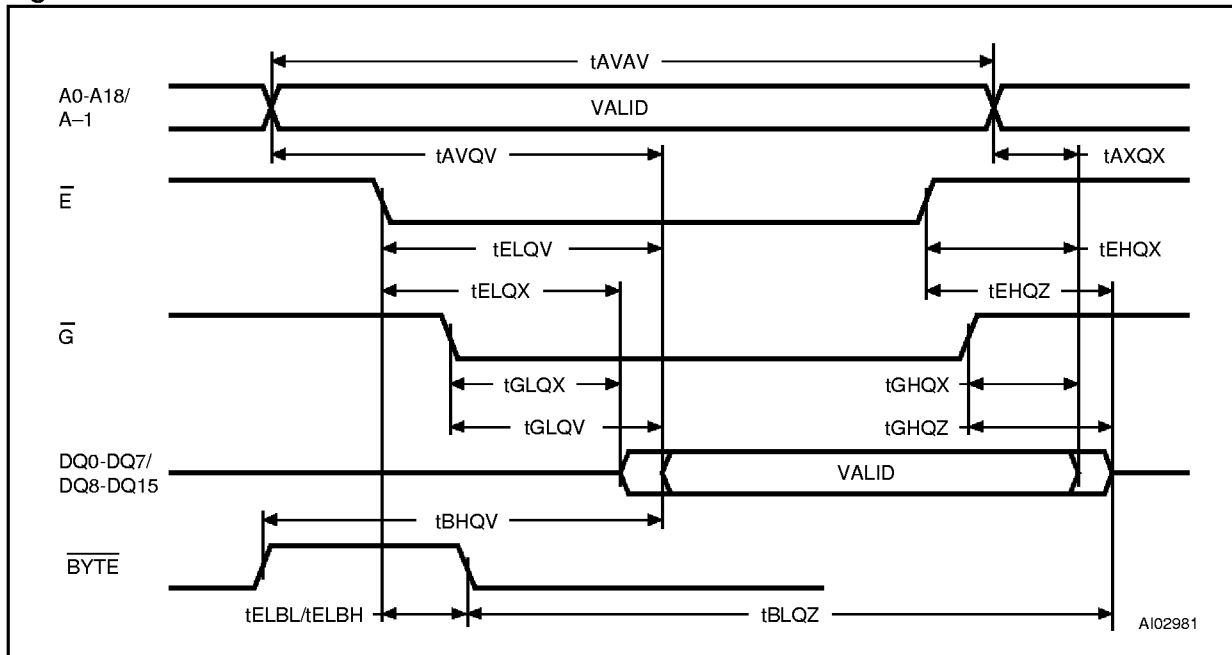 tAVAV
A0-A18/
A–1
VALID
tAVQV
tAXQX
E
tELQV
tEHQX
tELQX
tEHQZ
G
tGLQX
tGHQX
tGLQV
tGHQZ
DQ0-DQ7/
DQ8-DQ15
VALID
tBHQV
BYTE
tELBL/tELBH
tBLQZ
AI02981